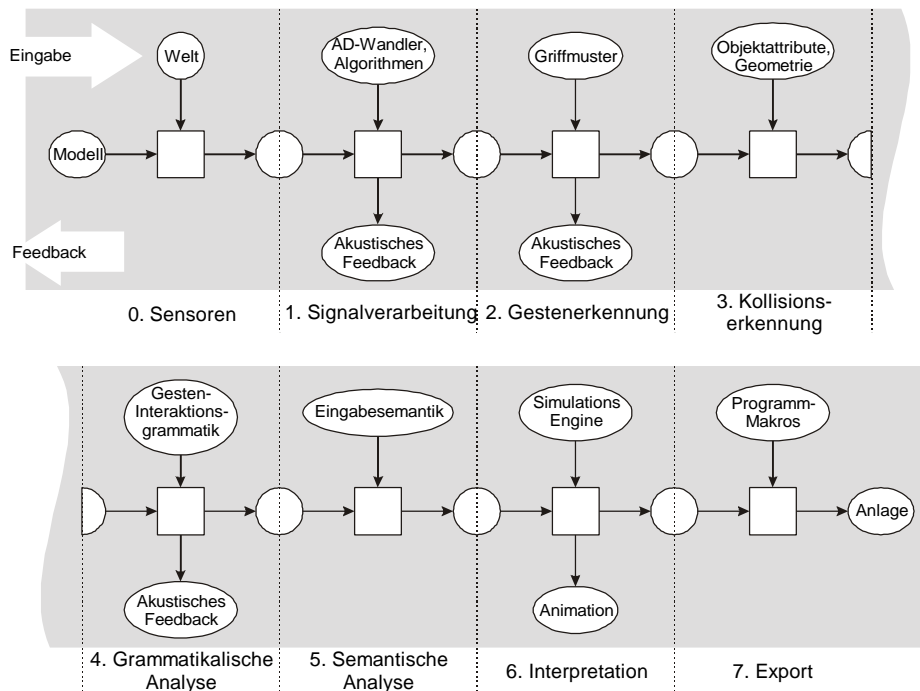 Eingabe
Welt
AD-Wandler,
Algorithmen
Griffmuster
Objektattribute,
Geometrie
Modell
Feedback
Akustisches
Feedback
Akustisches
Feedback
0. Sensoren
1. Signalverarbeitung
2. Gestenerkennung
3. Kollisions-
erkennung
Gesten-
Interaktions-
grammatik
Eingabesemantik
Simulations
Engine
Programm-
Makros
Anlage
Akustisches
Feedback
Animation
4. Grammatikalische
Analyse
5. Semantische
Analyse
6. Interpretation
7. Export